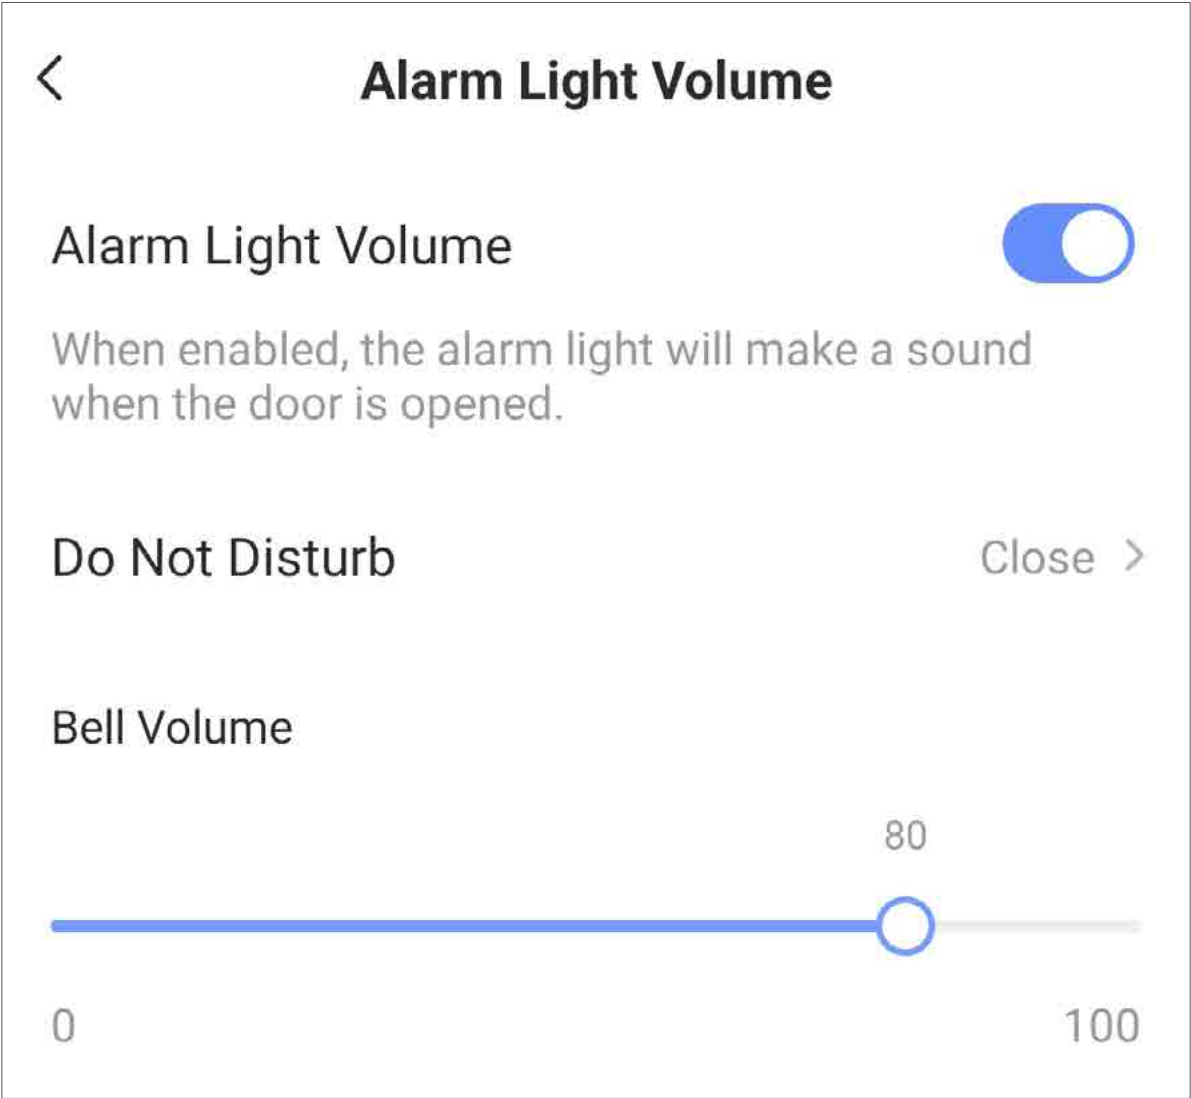 Alarm Light Volume
Alarm Light Volume
When enabled, the alarm light will make a sound
when the door is opened.
Do Not Disturb Close
Bell Volume
80
0 100